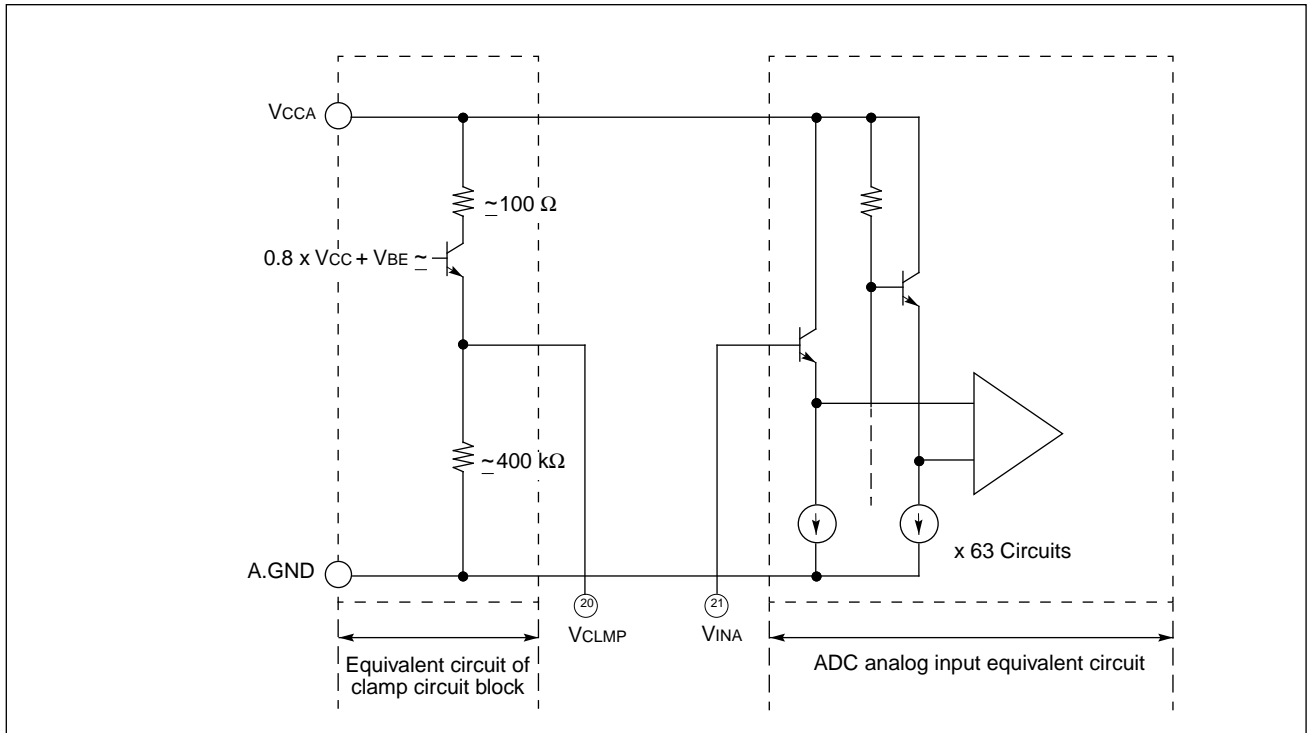 VCCA
≃100 Ω
0.8 x VCC + VBE ≃
≃400 kΩ
x 63 Circuits
A.GND
20
21
VCLMP
VINA
Equivalent circuit of
clamp circuit block
ADC analog input equivalent circuit